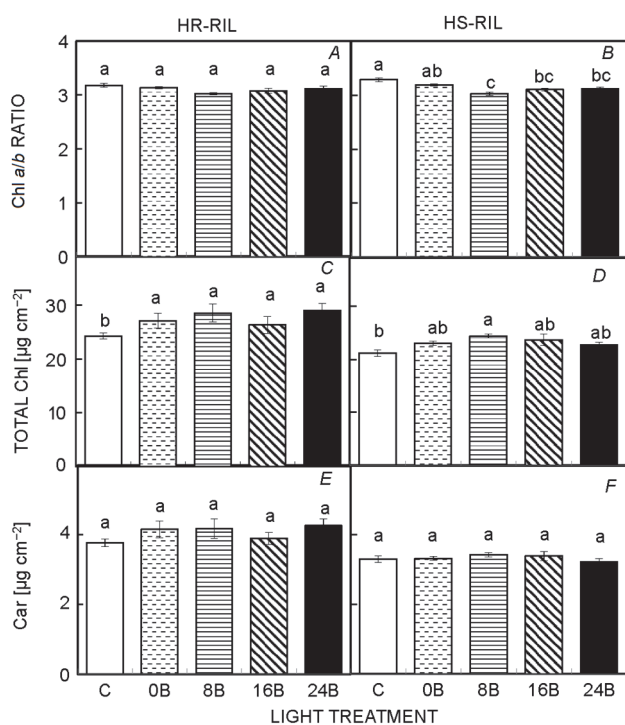 HR-RIL HS-RIL
4 a a a a a A a ab c bc bc B
3
2
1
0
Chl a/b RATIO
C D
30 b a a a a b ab a ab ab
20
10
0
TOTAL Chl [µg cm⁻²]
E F
6 a a a a a a a a a a
4
2
0
Car [µg cm⁻²]
C 0B 8B 16B 24B C 0B 8B 16B 24B
LIGHT TREATMENT